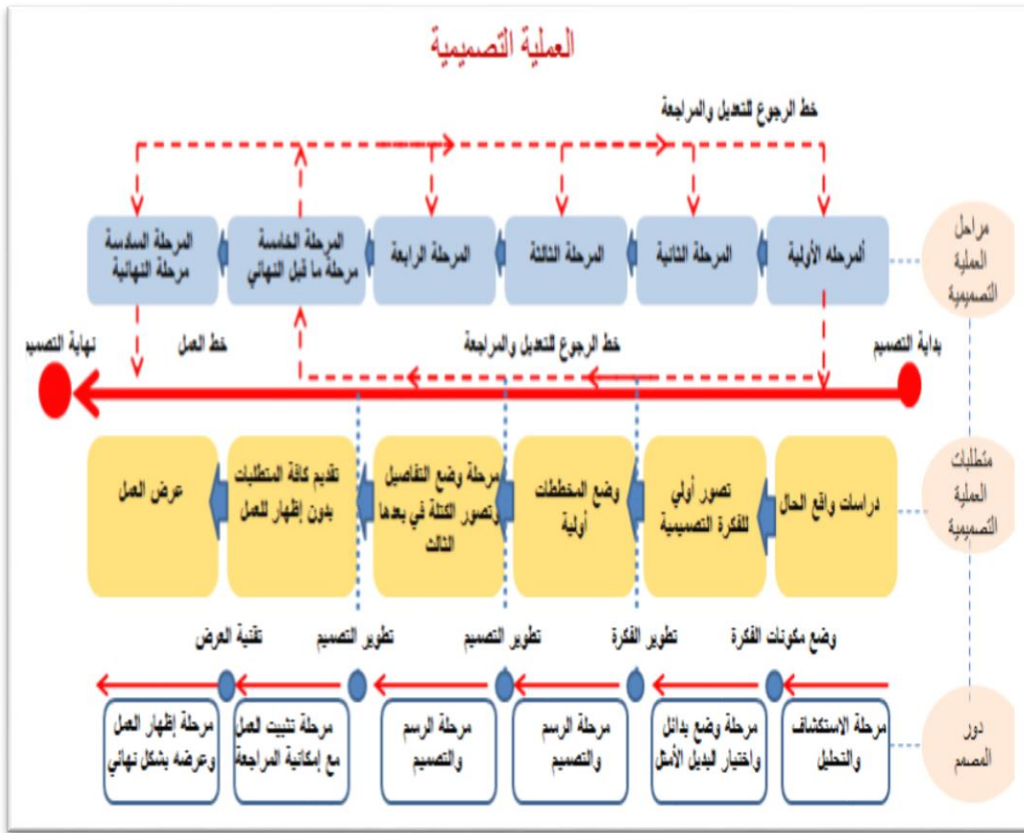 العملية التصميمية
خط الرجوع للتعديل والمراجعة
مراحل
العملية
التصميمية
ألمرحله الأولية
المرحلة الثانية
المرحلة الثالثة
المرحلة الرابعة
المرحلة الخامسة
مرحلة ما قبل النهائي
المرحلة السادسة
مرحلة النهائية
بداية التصميم
خط الرجوع للتعديل والمراجعة
خط العمل
نهاية التصميم
متطلبات
العملية
التصميمية
دراسات واقع الحال
تصور أولي
للفكرة التصميمية
وضع المخططات
أولية
مرحلة وضع التفاصيل
وتصور الكتلة في بعدها
الثالث
تقديم كافة المتطلبات
بدون إظهار للعمل
عرض العمل
وضع مكونات الفكرة
تطوير الفكرة
تطوير التصميم
تطوير التصميم
تقنية العرض
دور
المصمم
مرحلة الاستكشاف
والتحليل
مرحلة وضع بدائل
واختيار البديل الأمثل
مرحلة الرسم
والتصميم
مرحلة الرسم
والتصميم
مرحلة تثبيت العمل
مع إمكانية المراجعة
مرحلة إظهار العمل
وعرضه بشكل نهائي